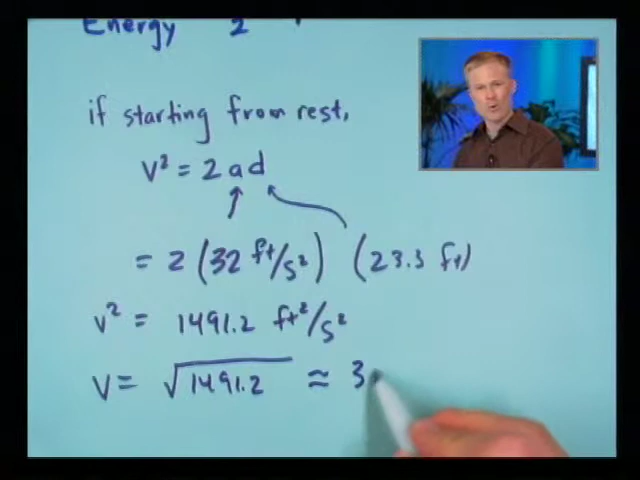 Energy 2
if starting from rest,
v² = 2 a d
= 2 (32 ft/s²) (23.3 ft)
v² = 1491.2 ft²/s²
v = √1491.2 ≈ 3